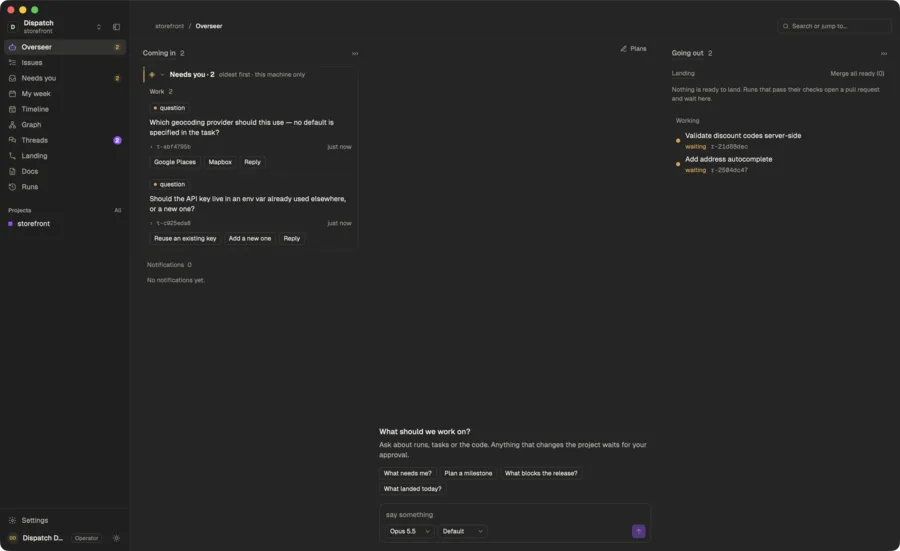 D
Dispatch
storefront
Overseer 2
Issues
Needs you 2
My week
Timeline
Graph
Threads 2
Landing
Docs
Runs
Projects All
storefront
Settings
DD Dispatch D... Operator
storefront / Overseer
Search or jump to...
Coming in 2
Needs you · 2 oldest first · this machine only
Work 2
question
Which geocoding provider should this use — no default is
specified in the task?
t-abf4795b just now
Google Places Mapbox Reply
question
Should the API key live in an env var already used elsewhere,
or a new one?
t-c925eda8 just now
Reuse an existing key Add a new one Reply
Notifications 0
No notifications yet.
Plans
What should we work on?
Ask about runs, tasks or the code. Anything that changes the project waits for your
approval.
What needs me? Plan a milestone What blocks the release?
What landed today?
say something
Opus 5.5 Default
Going out 2
Landing Merge all ready (0)
Nothing is ready to land. Runs that pass their checks open a pull request
and wait here.
Working
Validate discount codes server-side
waiting r-21d88dec
Add address autocomplete
waiting r-2504dc47